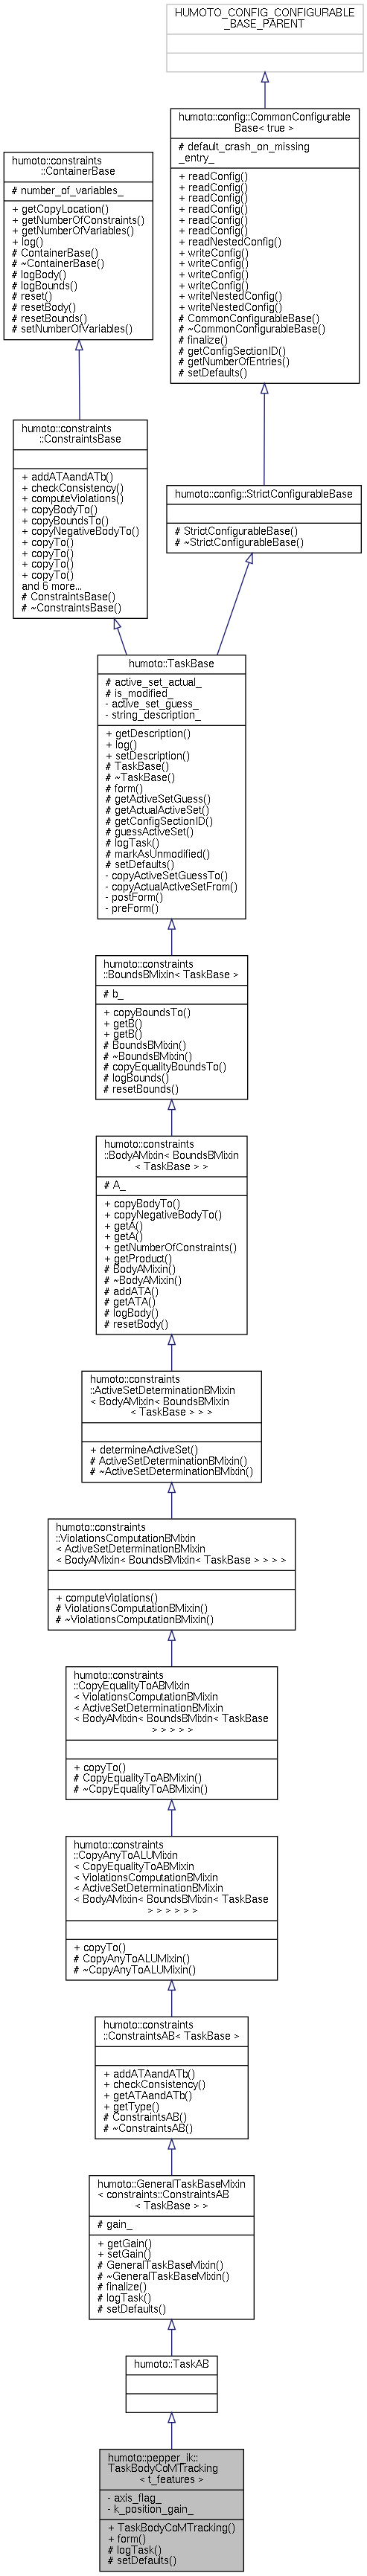 HUMOTO_CONFIG_CONFIGURABLE
_BASE_PARENT
humoto::config::CommonConfigurable
Base< true >
# default_crash_on_missing
_entry_
+ readConfig()
+ readConfig()
+ readConfig()
+ readConfig()
+ readConfig()
+ readConfig()
+ readNestedConfig()
+ writeConfig()
+ writeConfig()
+ writeConfig()
+ writeConfig()
+ writeNestedConfig()
+ writeNestedConfig()
# CommonConfigurableBase()
# ~CommonConfigurableBase()
# finalize()
# getConfigSectionID()
# getNumberOfEntries()
# setDefaults()
humoto::constraints
::ContainerBase
# number_of_variables_
+ getCopyLocation()
+ getNumberOfConstraints()
+ getNumberOfVariables()
+ log()
# ContainerBase()
# ~ContainerBase()
# logBody()
# logBounds()
# reset()
# resetBody()
# resetBounds()
# setNumberOfVariables()
humoto::constraints
::ConstraintsBase
+ addATAandATb()
+ checkConsistency()
+ computeViolations()
+ copyBodyTo()
+ copyBoundsTo()
+ copyNegativeBodyTo()
+ copyTo()
+ copyTo()
+ copyTo()
+ copyTo()
and 6 more...
# ConstraintsBase()
# ~ConstraintsBase()
humoto::config::StrictConfigurableBase
# StrictConfigurableBase()
# ~StrictConfigurableBase()
humoto::TaskBase
# active_set_actual_
# is_modified_
- active_set_guess_
- string_description_
+ getDescription()
+ log()
+ setDescription()
# TaskBase()
# ~TaskBase()
# form()
# getActiveSetGuess()
# getActualActiveSet()
# getConfigSectionID()
# guessActiveSet()
# logTask()
# markAsUnmodified()
# setDefaults()
- copyActiveSetGuessTo()
- copyActualActiveSetFrom()
- postForm()
- preForm()
humoto::constraints
::BoundsBMixin< TaskBase >
# b_
+ copyBoundsTo()
+ getB()
+ getB()
# BoundsBMixin()
# ~BoundsBMixin()
# copyEqualityBoundsTo()
# logBounds()
# resetBounds()
humoto::constraints
::BodyAMixin< BoundsBMixin
< TaskBase > >
# A_
+ copyBodyTo()
+ copyNegativeBodyTo()
+ getA()
+ getA()
+ getNumberOfConstraints()
+ getProduct()
# BodyAMixin()
# ~BodyAMixin()
# addATA()
# getATA()
# logBody()
# resetBody()
humoto::constraints
::ActiveSetDeterminationBMixin
< BodyAMixin< BoundsBMixin
< TaskBase > > >
+ determineActiveSet()
# ActiveSetDeterminationBMixin()
# ~ActiveSetDeterminationBMixin()
humoto::constraints
::ViolationsComputationBMixin
< ActiveSetDeterminationBMixin
< BodyAMixin< BoundsBMixin< TaskBase > > > >
+ computeViolations()
# ViolationsComputationBMixin()
# ~ViolationsComputationBMixin()
humoto::constraints
::CopyEqualityToABMixin
< ViolationsComputationBMixin
< ActiveSetDeterminationBMixin
< BodyAMixin< BoundsBMixin< TaskBase
> > > > >
+ copyTo()
# CopyEqualityToABMixin()
# ~CopyEqualityToABMixin()
humoto::constraints
::CopyAnyToALUMixin
< CopyEqualityToABMixin
< ViolationsComputationBMixin
< ActiveSetDeterminationBMixin
< BodyAMixin< BoundsBMixin< TaskBase
> > > > > >
+ copyTo()
# CopyAnyToALUMixin()
# ~CopyAnyToALUMixin()
humoto::constraints
::ConstraintsAB< TaskBase >
+ addATAandATb()
+ checkConsistency()
+ getATAandATb()
+ getType()
# ConstraintsAB()
# ~ConstraintsAB()
humoto::GeneralTaskBaseMixin
< constraints::ConstraintsAB
< TaskBase > >
# gain_
+ getGain()
+ setGain()
# GeneralTaskBaseMixin()
# ~GeneralTaskBaseMixin()
# finalize()
# logTask()
# setDefaults()
humoto::TaskAB
humoto::pepper_ik::
TaskBodyCoMTracking
< t_features >
- axis_flag_
- k_position_gain_
+ TaskBodyCoMTracking()
+ form()
# logTask()
# setDefaults()